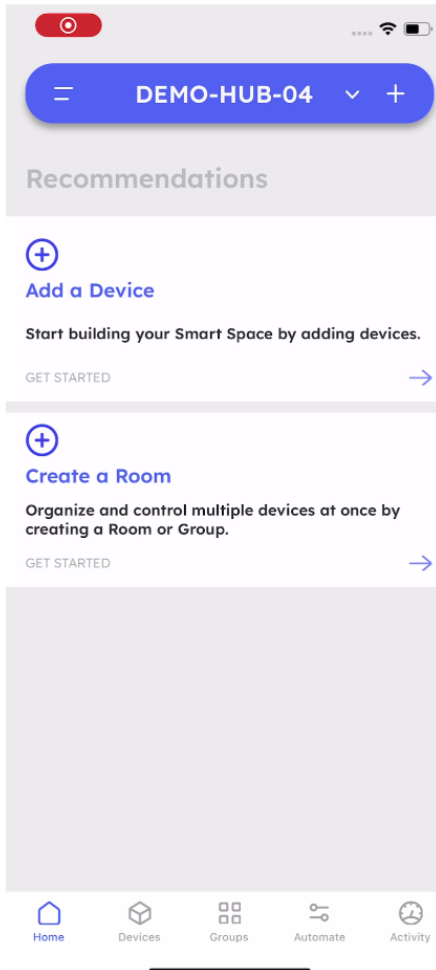 DEMO-HUB-04
Recommendations
Add a Device
Start building your Smart Space by adding devices.
GET STARTED
Create a Room
Organize and control multiple devices at once by
creating a Room or Group.
GET STARTED
Home
Devices
Groups
Automate
Activity